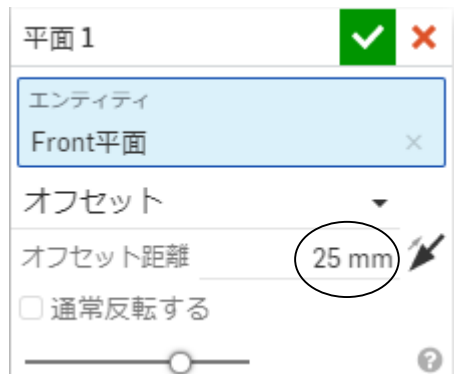 平面 1
エンティティ
Front平面
オフセット
オフセット距離 25 mm
通常反転する
?